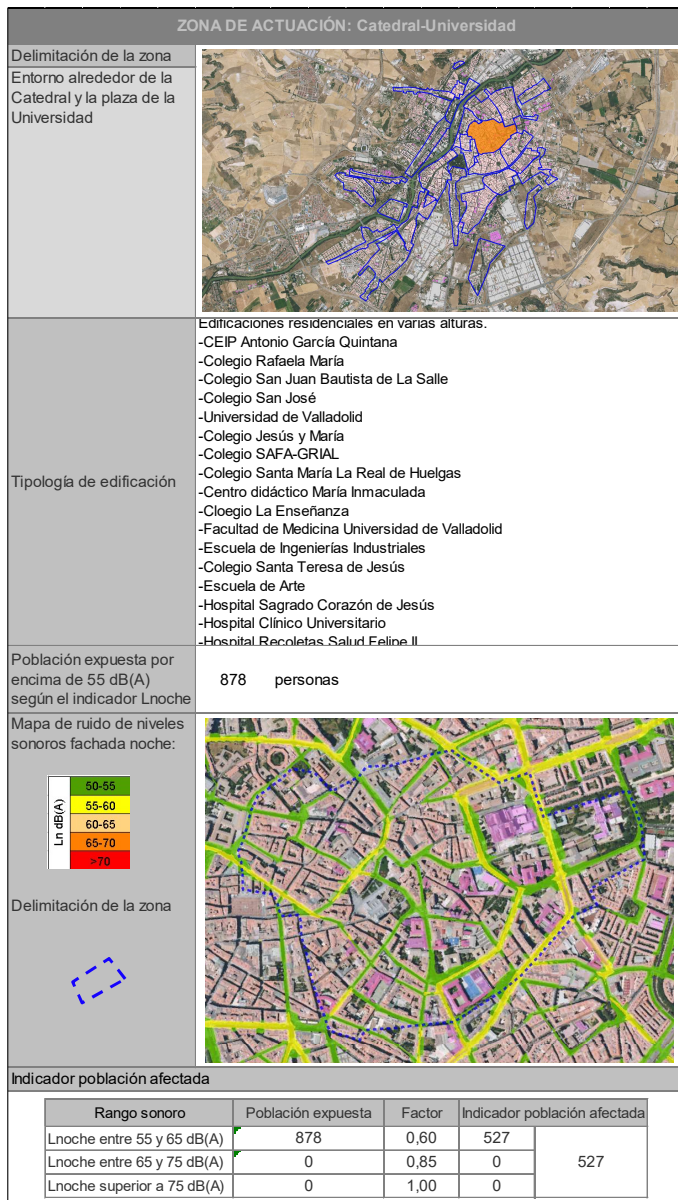 ZONA DE ACTUACIÓN: Catedral-Universidad
Delimitación de la zona
Entorno alrededor de la
Catedral y la plaza de la
Universidad
Tipología de edificación
Edificaciones residenciales en varias alturas.
-CEIP Antonio García Quintana
-Colegio Rafaela María
-Colegio San Juan Bautista de La Salle
-Colegio San José
-Universidad de Valladolid
-Colegio Jesús y María
-Colegio SAFA-GRIAL
-Colegio Santa María La Real de Huelgas
-Centro didáctico María Inmaculada
-Cloegio La Enseñanza
-Facultad de Medicina Universidad de Valladolid
-Escuela de Ingenierías Industriales
-Colegio Santa Teresa de Jesús
-Escuela de Arte
-Hospital Sagrado Corazón de Jesús
-Hospital Clínico Universitario
-Hospital Recoletas Salud Felipe II
Población expuesta por
encima de 55 dB(A)
según el indicador Lnoche
878 personas
Mapa de ruido de niveles
sonoros fachada noche:
Ln dB(A)
50-55
55-60
60-65
65-70
>70
Delimitación de la zona
Indicador población afectada
Rango sonoro Población expuesta Factor Indicador población afectada
Lnoche entre 55 y 65 dB(A) 878 0,60 527
Lnoche entre 65 y 75 dB(A) 0 0,85 0 527
Lnoche superior a 75 dB(A) 0 1,00 0